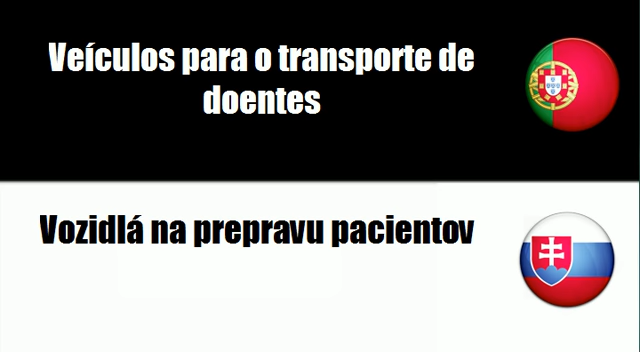 Veículos para o transporte de
doentes
Vozidlá na prepravu pacientov